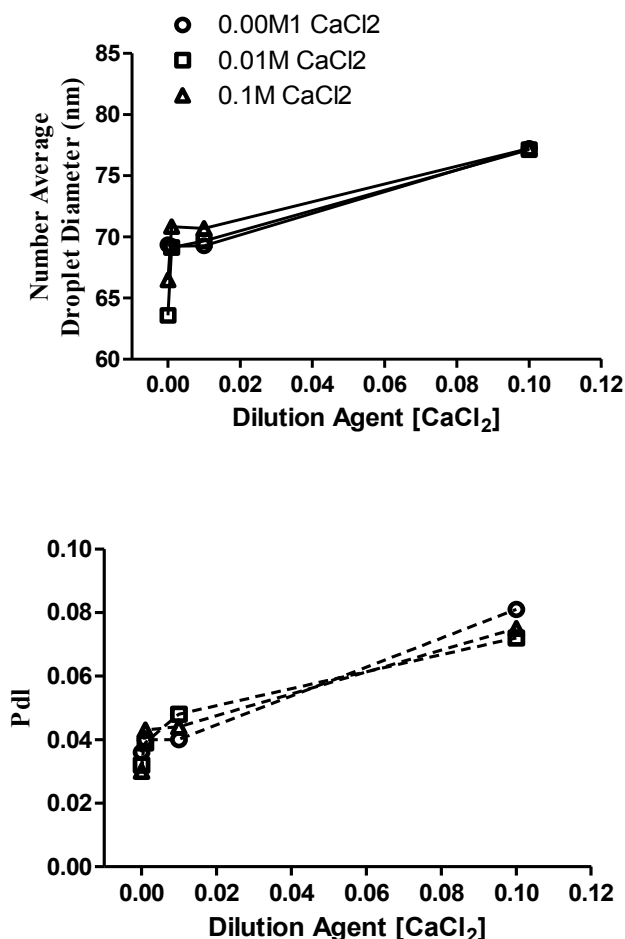 0.00M1 CaCl2
0.01M CaCl2
0.1M CaCl2
85
80
75
70
65
60
Number Average
Droplet Diameter (nm)
0.00 0.02 0.04 0.06 0.08 0.10 0.12
Dilution Agent [CaCl₂]
0.10
0.08
0.06
0.04
0.02
0.00
PdI
0.00 0.02 0.04 0.06 0.08 0.10 0.12
Dilution Agent [CaCl₂]